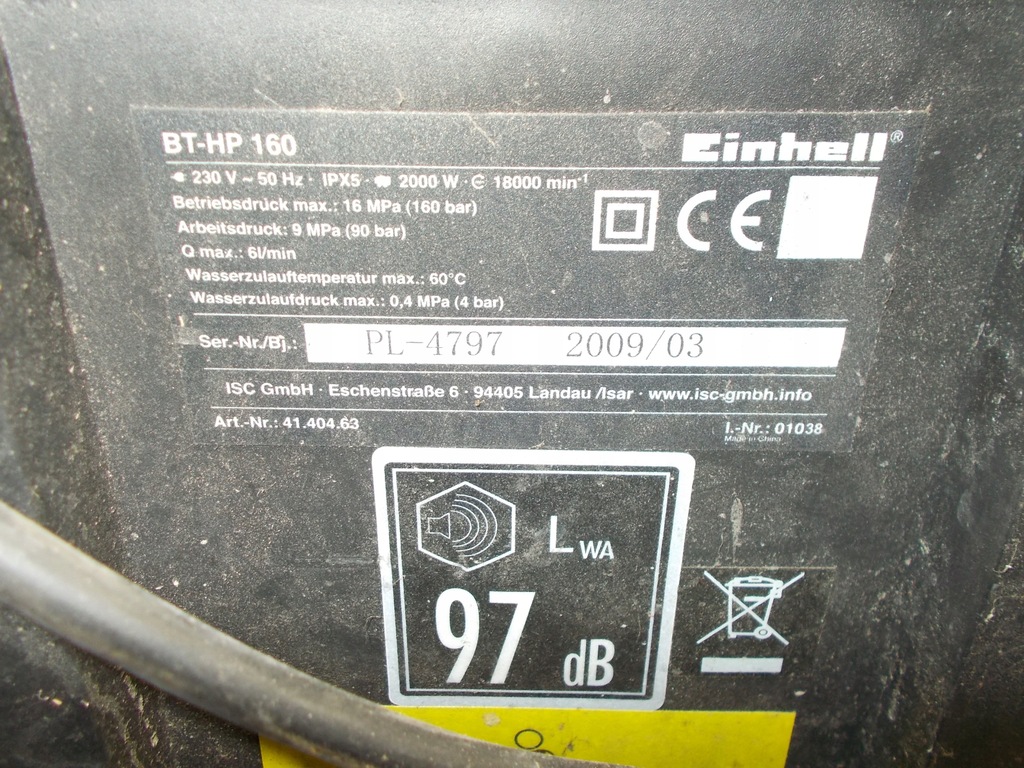 BT-HP 160
Einhell®
230 V ~ 50 Hz · IPX5 · 2000 W · 18000 min⁻¹
Betriebsdruck max.: 16 MPa (160 bar)
Arbeitsdruck: 9 MPa (90 bar)
Q max.: 6l/min
Wasserzulauftemperatur max.: 60°C
Wasserzulaufdruck max.: 0,4 MPa (4 bar)
CE
Ser.-Nr./Bj.: PL-4797 2009/03
ISC GmbH · Eschenstraße 6 · 94405 Landau /Isar · www.isc-gmbh.info
Art.-Nr.: 41.404.63
I.-Nr.: 01038
Made in China
LWA
97 dB